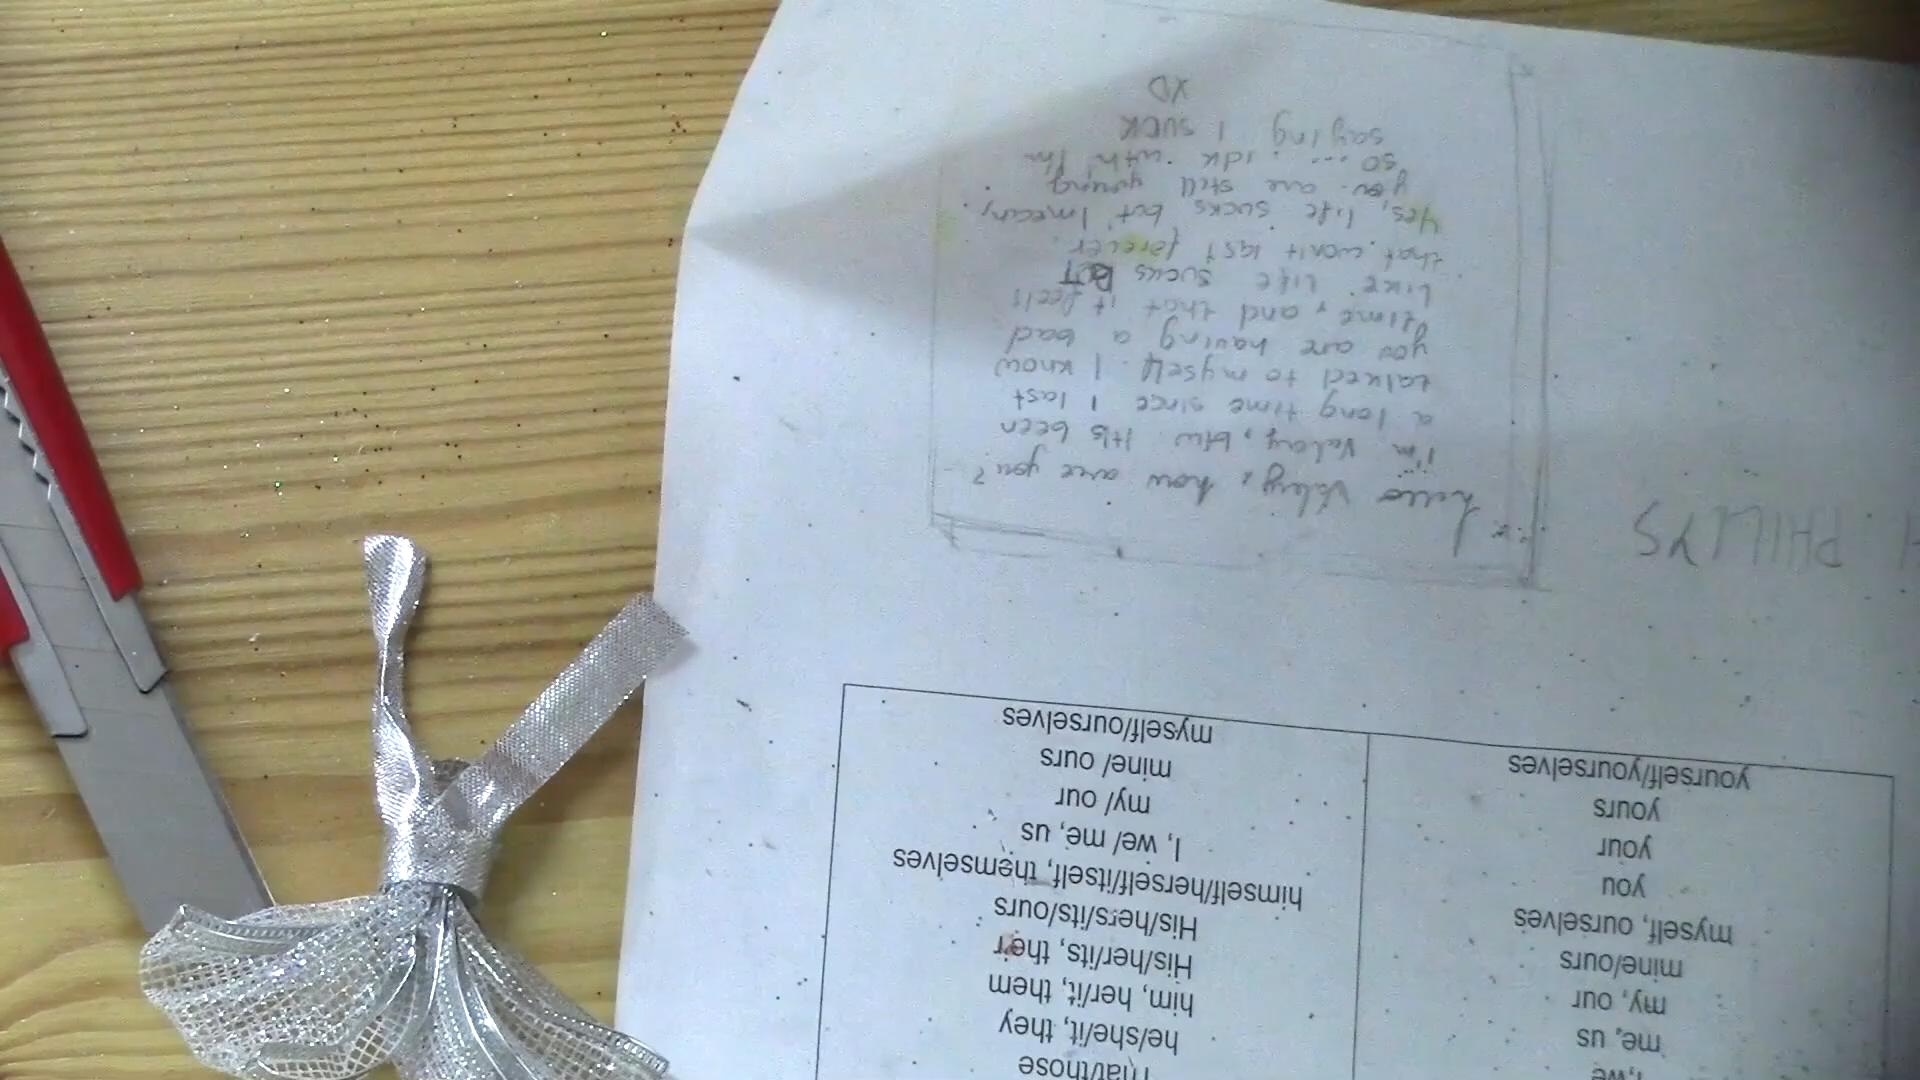 hello Valery, how are you?
I'm Valery, btw. It's been
a long time since I last
talked to myself. I know
you are having a bad
time, and that it feels
like life sucks BUT
that won't last forever.
Yes, life sucks but I mean,
you are still young
so ... idk with I'm
saying I SUCK
XD
PHILLYS
That/those
he/she/it, they
him, her/it, them
His/her/its, their
His/hers/its/ours
himself/herself/itself, themselves
I, we/ me, us
my/ our
mine/ ours
myself/ourselves
I,we/
me, us
my, our
mine/ours
myself, ourselves
you
your
yours
yourself/yourselves